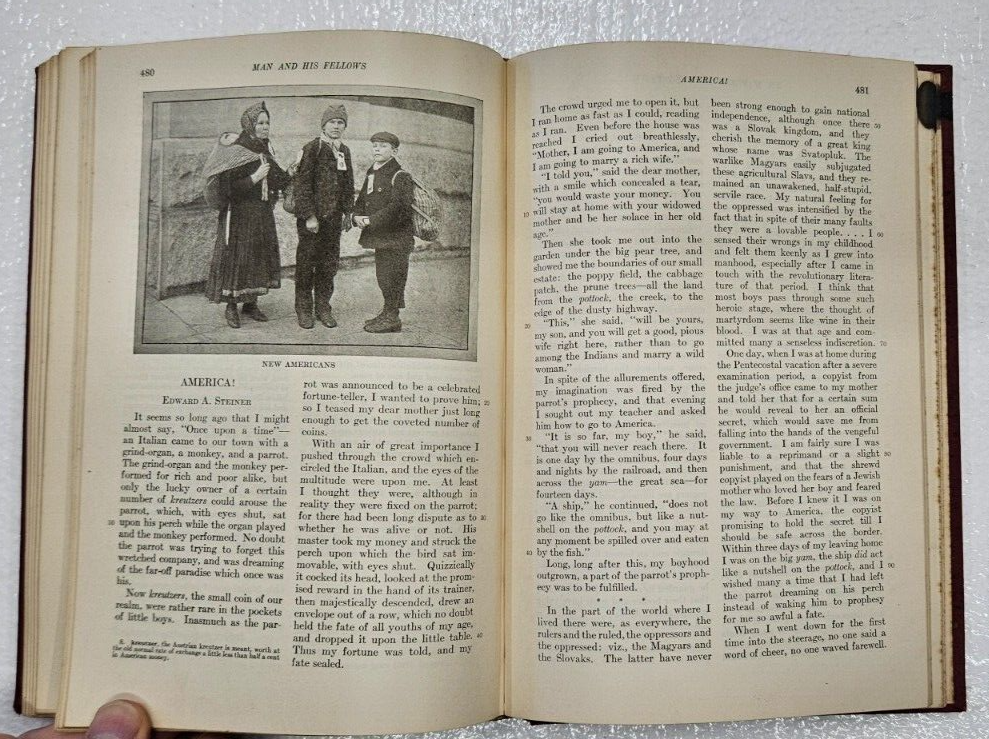 480
MAN AND HIS FELLOWS
NEW AMERICANS
AMERICA!
EDWARD A. STEINER
It seems so long ago that I might
almost say, "Once upon a time"—
an Italian came to our town with a
grind-organ, a monkey, and a parrot.
The grind-organ and the monkey per-
formed for rich and poor alike, but
only the lucky owner of a certain
number of kreutzers could arouse the
parrot, which, with eyes shut, sat
10 upon his perch while the organ played
and the monkey performed. No doubt
the parrot was trying to forget this
wretched company, and was dreaming
of the far-off paradise which once was
his.
Now kreutzers, the small coin of our
realm, were rather rare in the pockets
of little boys. Inasmuch as the par-
8. kreutzer, the Austrian kreutzer is meant, worth at
the old normal rate of exchange a little less than half a cent
in American money.
rot was announced to be a celebrated
fortune-teller, I wanted to prove him; 20
so I teased my dear mother just long
enough to get the coveted number of
coins.
With an air of great importance I
pushed through the crowd which en-
circled the Italian, and the eyes of the
multitude were upon me. At least
I thought they were, although in
reality they were fixed on the parrot;
for there had been long dispute as to 30
whether he was alive or not. His
master took my money and struck the
perch upon which the bird sat im-
movable, with eyes shut. Quizzically
it cocked its head, looked at the prom-
ised reward in the hand of its trainer,
then majestically descended, drew an
envelope out of a row, which no doubt
held the fate of all youths of my age,
and dropped it upon the little table. 40
Thus my fortune was told, and my
fate sealed.
AMERICA!
481
The crowd urged me to open it, but
I ran home as fast as I could, reading
as I ran. Even before the house was
reached I cried out breathlessly,
"Mother, I am going to America, and
I am going to marry a rich wife."
"I told you," said the dear mother,
with a smile which concealed a tear,
"you would waste your money. You
10 will stay at home with your widowed
mother and be her solace in her old
age."
Then she took me out into the
garden under the big pear tree, and
showed me the boundaries of our small
estate: the poppy field, the cabbage
patch, the prune trees—all the land
from the pottock, the creek, to the
edge of the dusty highway.
20 "This," she said, "will be yours,
my son, and you will get a good, pious
wife right here, rather than to go
among the Indians and marry a wild
woman."
In spite of the allurements offered,
my imagination was fired by the
parrot's prophecy, and that evening
I sought out my teacher and asked
him how to go to America.
30 "It is so far, my boy," he said,
"that you will never reach there. It
is one day by the omnibus, four days
and nights by the railroad, and then
across the yam—the great sea—for
fourteen days.
"A ship," he continued, "does not
go like the omnibus, but like a nut-
shell on the pottock, and you may at
any moment be spilled over and eaten
40 by the fish."
Long, long after this, my boyhood
outgrown, a part of the parrot's proph-
ecy was to be fulfilled.
* * *
In the part of the world where I
lived there were, as everywhere, the
rulers and the ruled, the oppressors and
the oppressed: viz., the Magyars and
the Slovaks. The latter have never
been strong enough to gain national
independence, although once there 50
was a Slovak kingdom, and they
cherish the memory of a great king
whose name was Svatopluk. The
warlike Magyars easily subjugated
these agricultural Slavs, and they re-
mained an unawakened, half-stupid,
servile race. My natural feeling for
the oppressed was intensified by the
fact that in spite of their many faults
they were a lovable people. . . . I 60
sensed their wrongs in my childhood
and felt them keenly as I grew into
manhood, especially after I came in
touch with the revolutionary litera-
ture of that period. I think that
most boys pass through some such
heroic stage, where the thought of
martyrdom seems like wine in their
blood. I was at that age and com-
mitted many a senseless indiscretion. 70
One day, when I was at home during
the Pentecostal vacation after a severe
examination period, a copyist from
the judge's office came to my mother
and told her that for a certain sum
he would reveal to her an official
secret, which would save me from
falling into the hands of the vengeful
government. I am fairly sure I was
liable to a reprimand or a slight 80
punishment, and that the shrewd
copyist played on the fears of a Jewish
mother who loved her boy and feared
the law. Before I knew it I was on
my way to America, the copyist
promising to hold the secret till I
should be safe across the border.
Within three days of my leaving home
I was on the big yam, the ship did act
like a nutshell on the pottock, and I 90
wished many a time that I had left
the parrot dreaming on his perch
instead of waking him to prophesy
for me so awful a fate.
When I went down for the first
time into the steerage, no one said a
word of cheer, no one waved farewell.